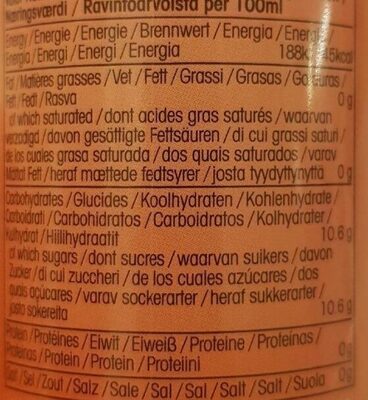 Næringsværdi / Ravintoarvoista per 100ml
Energy / Energie / Energie / Brennwert / Energia / Energía /
Energia / Energi / Energi / Energia
188kJ 45kcal
Fat / Matières grasses / Vet / Fett / Grassi / Grasas / Gorduras /
Fett / Fedt / Rasva 0g
of which saturated / dont acides gras saturés / waarvan
verzadigd / davon gesättigte Fettsäuren / di cui grassi saturi /
de los cuales grasa saturada / dos quais saturados / varav
Mättat Fett / heraf mættede fedtsyrer / josta tyydyttynyttä 0g
Carbohydrates / Glucides / Koolhydraten / Kohlenhydrate /
Carboidrati / Carbohidratos / Carboidratos / Kolhydrater /
Kulhydrat / Hiilihydraatit 10.6g
of which sugars / dont sucres / waarvan suikers / davon
Zucker / di cui zuccheri / de los cuales azúcares / dos
quais açúcares / varav sockerarter / heraf sukkerarter /
josta sokereita 10.6g
Protein / Protéines / Eiwit / Eiweiß / Proteine / Proteínas /
Proteínas / Protein / Protein / Proteiini 0g
/ Sel / Zout / Salz / Sale / Sal / Sal / Salt / Salt / Suola 0g